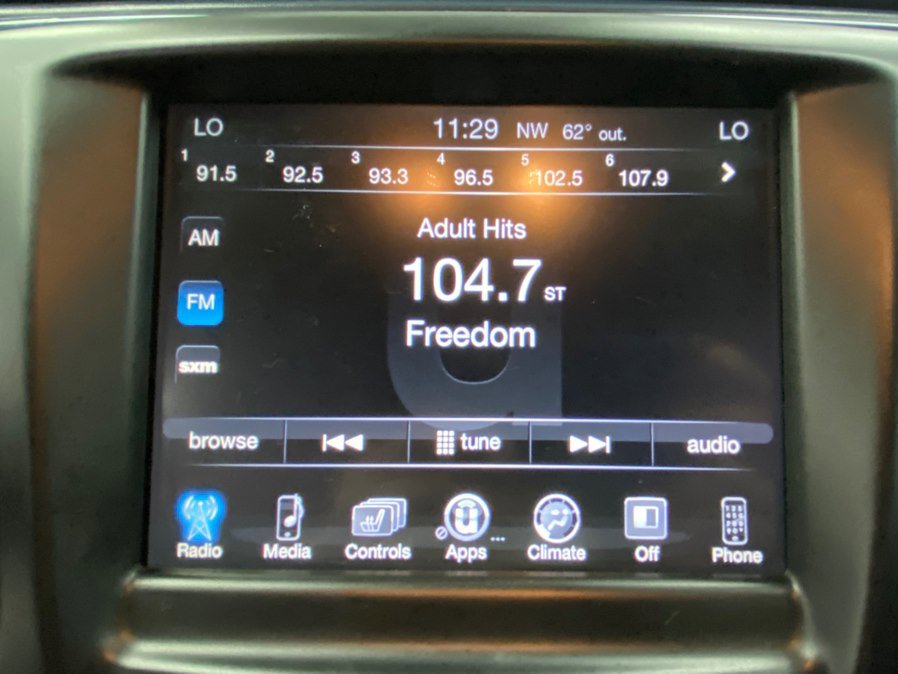 LO 11:29 NW 62° out. LO
1 91.5 2 92.5 3 93.3 4 96.5 5 102.5 6 107.9
Adult Hits
AM
104.7 ST
FM
Freedom
sxm
browse tune audio
Radio Media Controls Apps ... Climate Off Phone